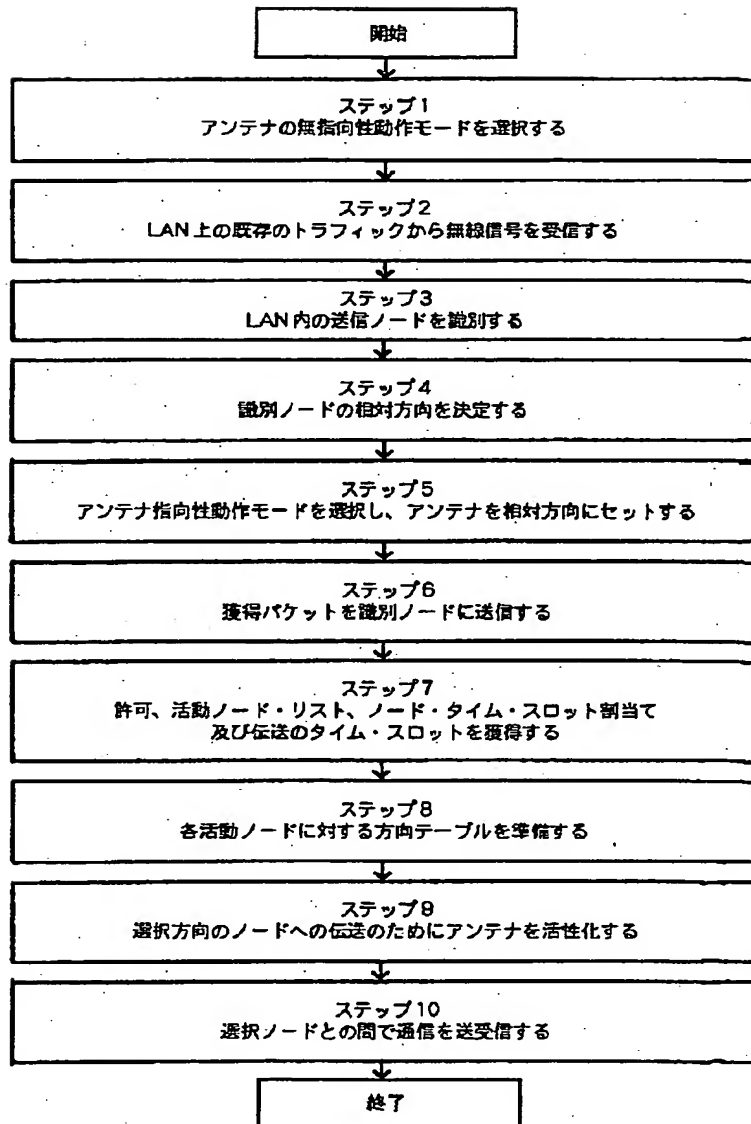 開始
ステップ1
アンテナの無指向性動作モードを選択する
ステップ2
LAN上の既存のトラフィックから無線信号を受信する
ステップ3
LAN内の送信ノードを識別する
ステップ4
識別ノードの相対方向を決定する
ステップ5
アンテナ指向性動作モードを選択し、アンテナを相対方向にセットする
ステップ6
獲得パケットを識別ノードに送信する
ステップ7
許可、活動ノード・リスト、ノード・タイム・スロット割当て
及び伝送のタイム・スロットを獲得する
ステップ8
各活動ノードに対する方向テーブルを準備する
ステップ9
選択方向のノードへの伝送のためにアンテナを活性化する
ステップ10
選択ノードとの間で通信を送受信する
終了